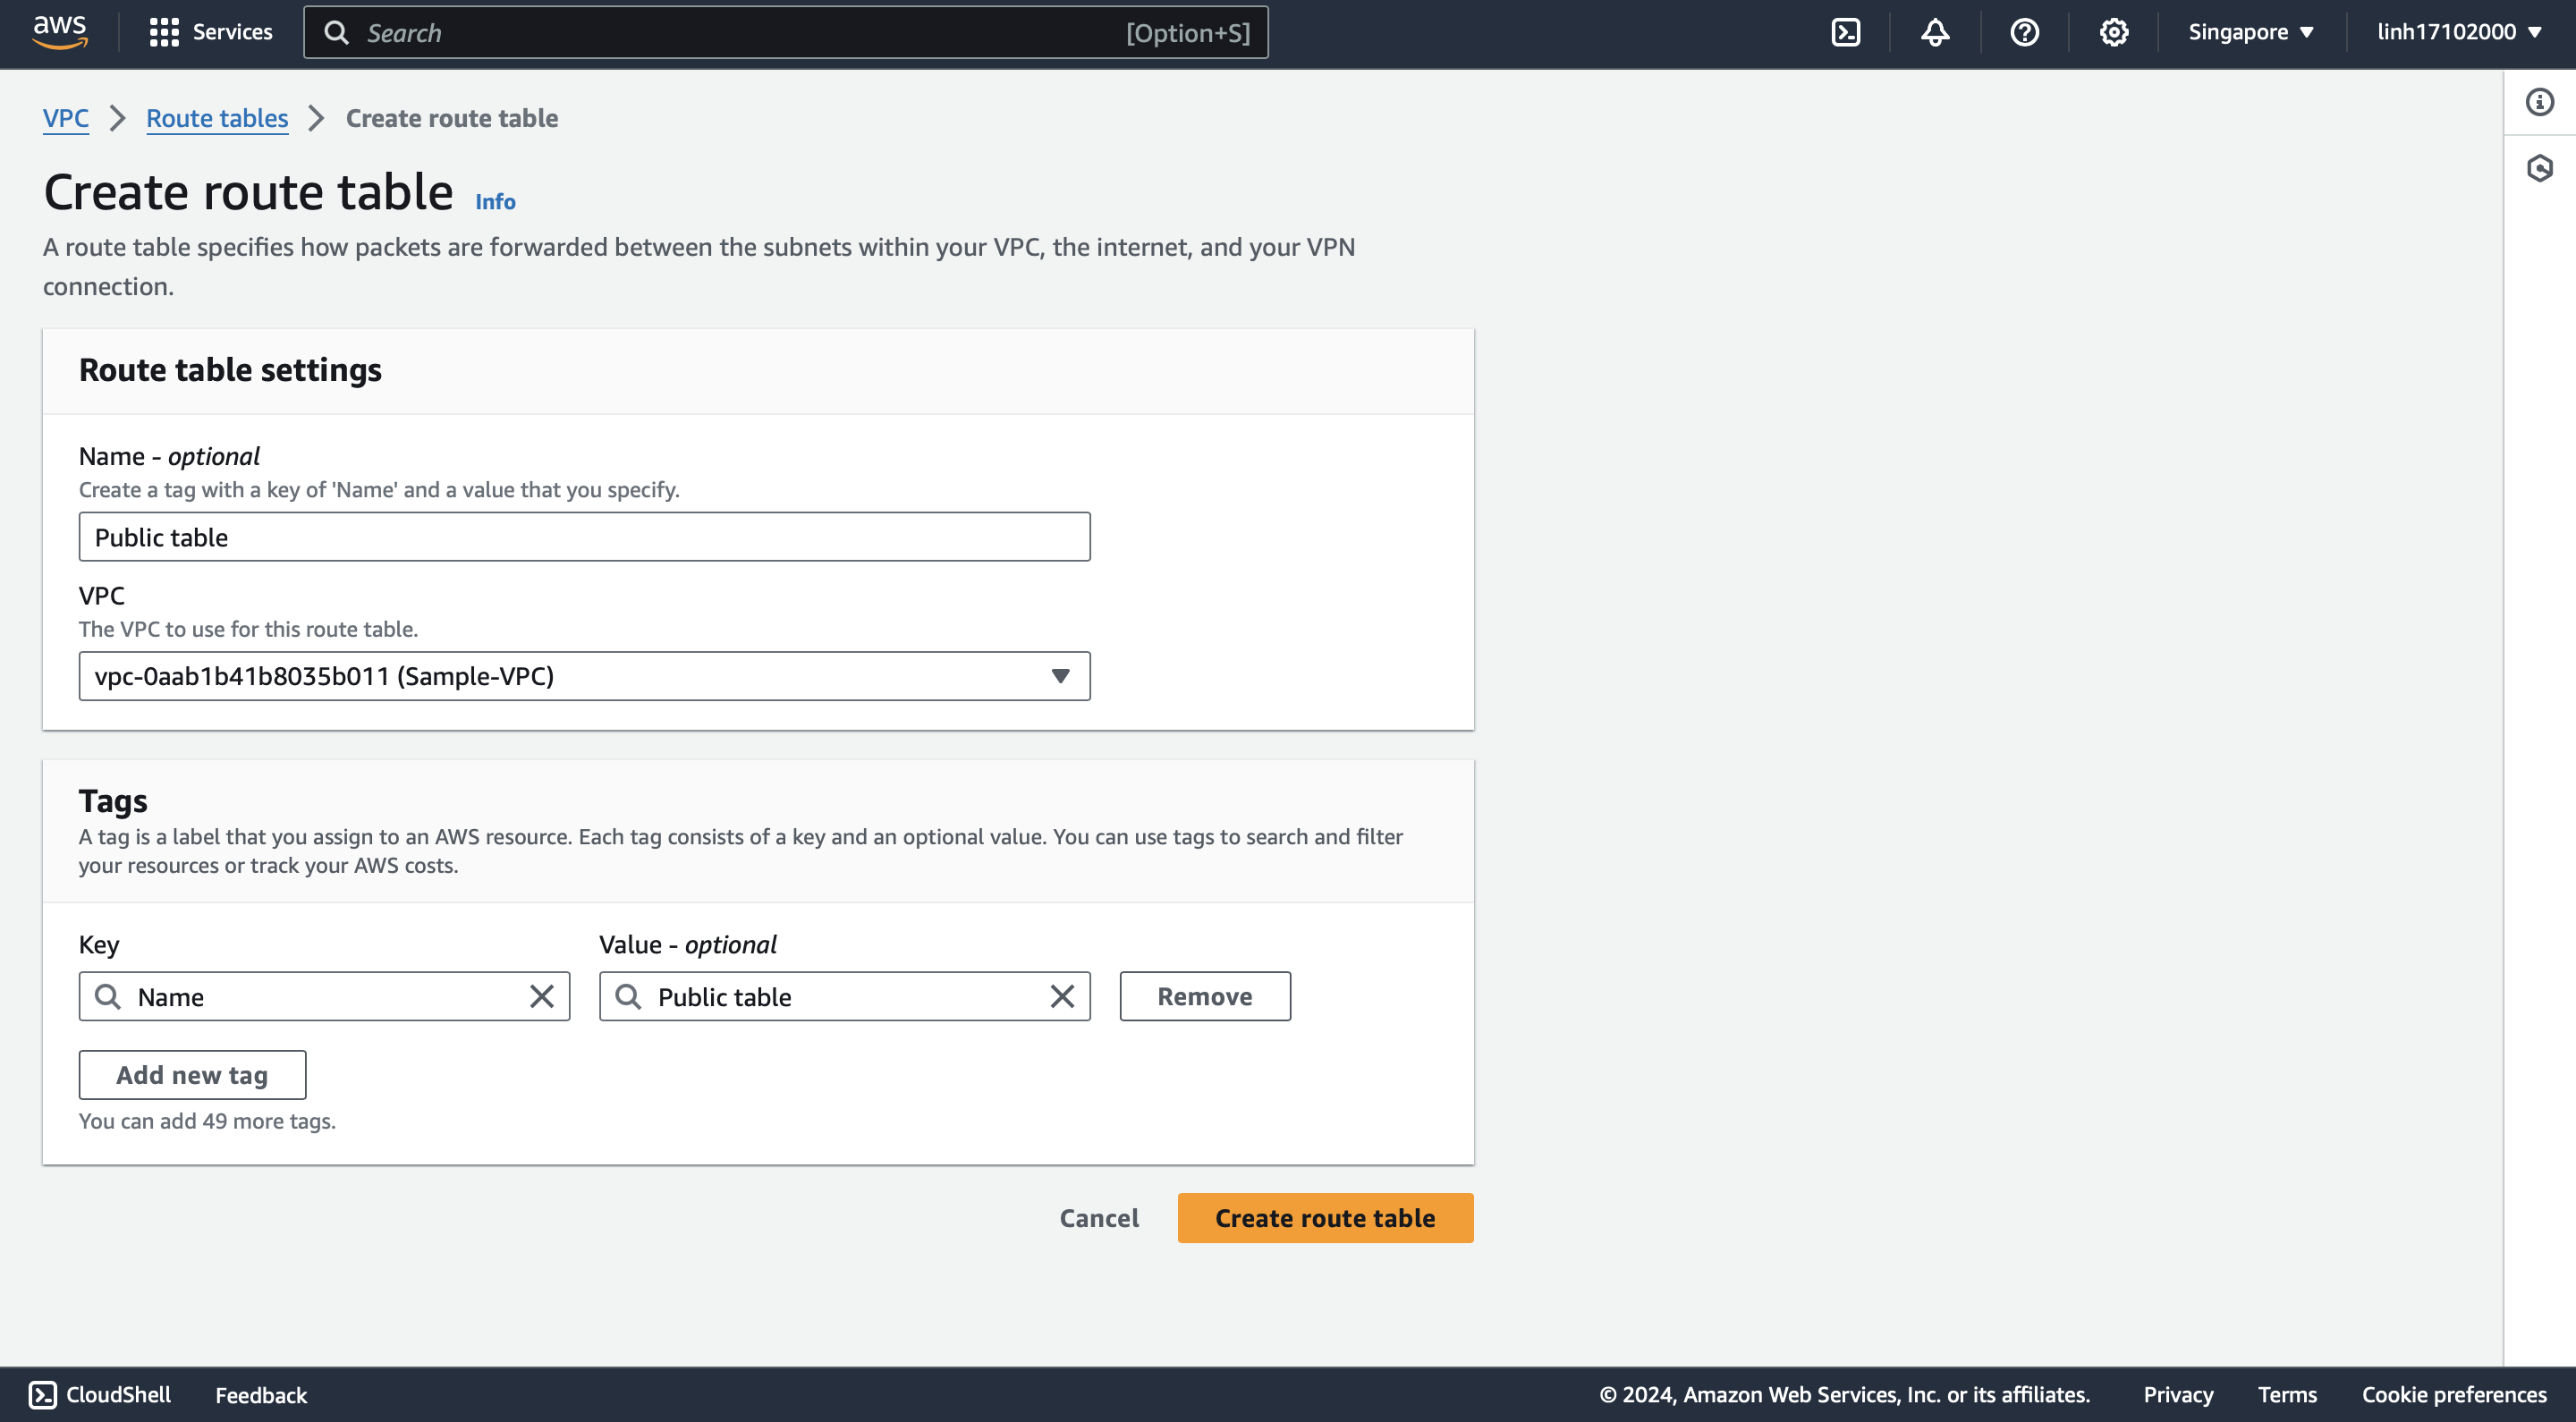 aws
Services
Search
[Option+S]
Singapore
linh17102000
VPC
Route tables
Create route table
Create route table
Info
A route table specifies how packets are forwarded between the subnets within your VPC, the internet, and your VPN
connection.
Route table settings
Name - optional
Create a tag with a key of 'Name' and a value that you specify.
Public table
VPC
The VPC to use for this route table.
vpc-0aab1b41b8035b011 (Sample-VPC)
Tags
A tag is a label that you assign to an AWS resource. Each tag consists of a key and an optional value. You can use tags to search and filter
your resources or track your AWS costs.
Key
Value - optional
Name
Public table
Remove
Add new tag
You can add 49 more tags.
Cancel
Create route table
CloudShell
Feedback
© 2024, Amazon Web Services, Inc. or its affiliates.
Privacy
Terms
Cookie preferences